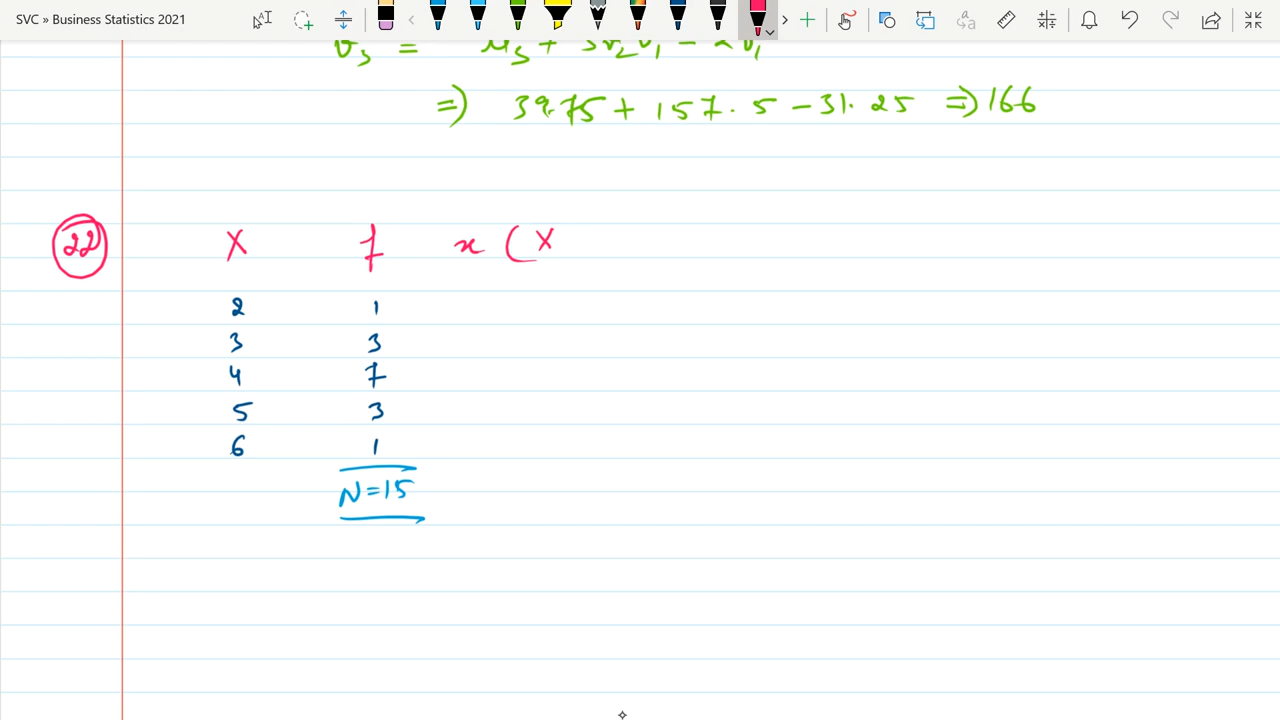 SVC » Business Statistics 2021
=> 39.75 + 157.5 - 31.25 => 166
22 X f x ( X
2 1
3 3
4 7
5 3
6 1
N=15